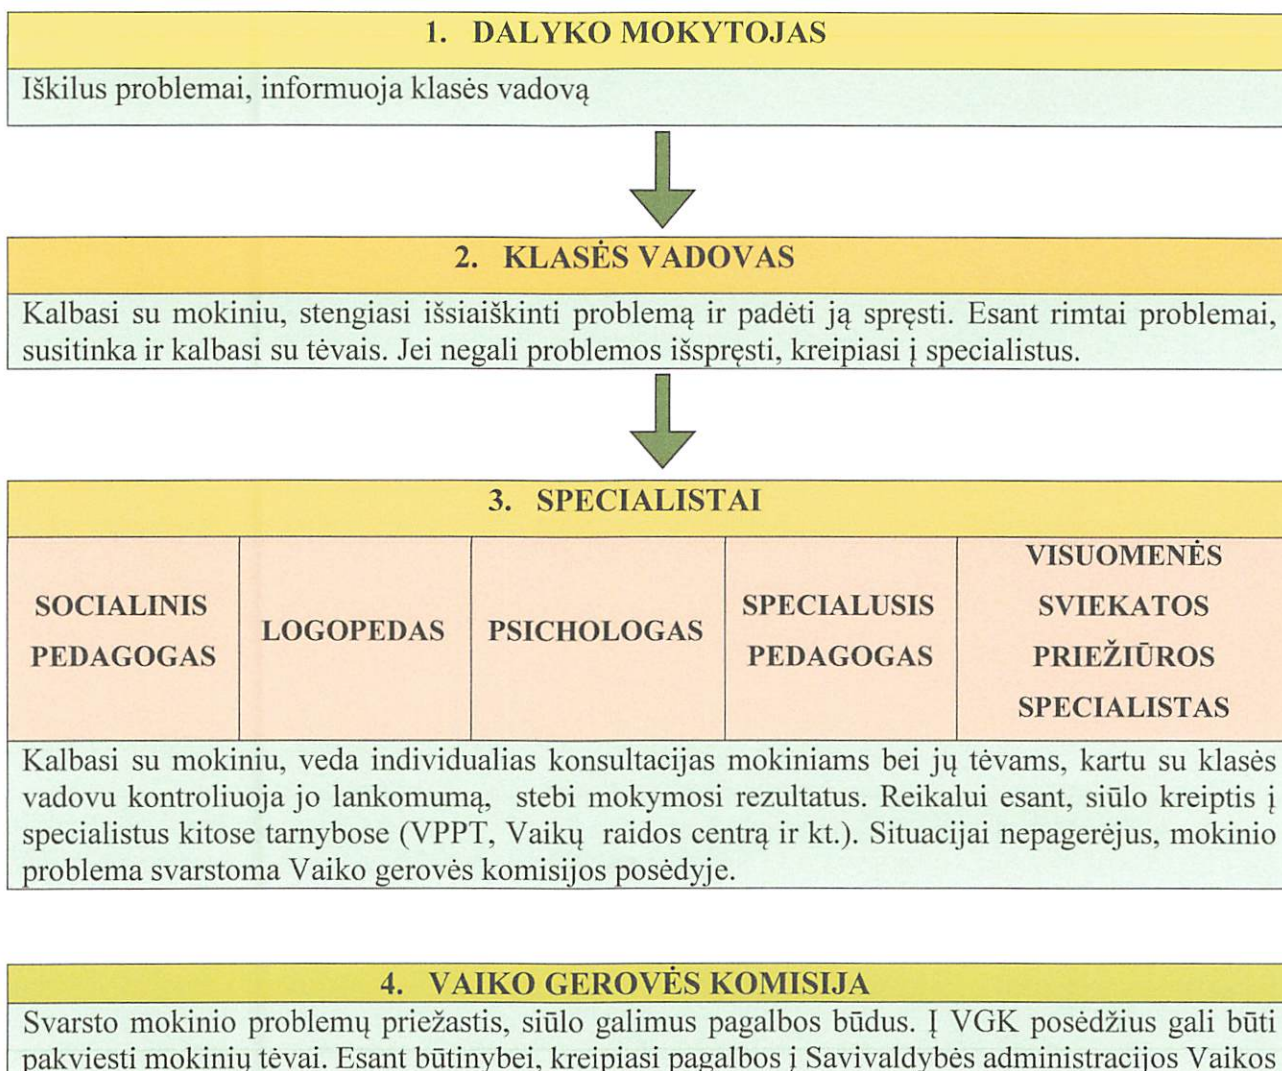 1. DALYKO MOKYTOJAS
Iškilus problemai, informuoja klasės vadovą
2. KLASĖS VADOVAS
Kalbasi su mokiniu, stengiasi išsiaiškinti problemą ir padėti ją spręsti. Esant rimtai problemai,
susitinka ir kalbasi su tėvais. Jei negali problemos išspręsti, kreipiasi į specialistus.
3. SPECIALISTAI
SOCIALINIS
PEDAGOGAS
LOGOPEDAS
PSICHOLOGAS
SPECIALUSIS
PEDAGOGAS
VISUOMENĖS
SVIEKATOS
PRIEŽIŪROS
SPECIALISTAS
Kalbasi su mokiniu, veda individualias konsultacijas mokiniams bei jų tėvams, kartu su klasės
vadovu kontroliuoja jo lankomumą, stebi mokymosi rezultatus. Reikalui esant, siūlo kreiptis į
specialistus kitose tarnybose (VPPT, Vaikų raidos centrą ir kt.). Situacijai nepagerėjus, mokinio
problema svarstoma Vaiko gerovės komisijos posėdyje.
4. VAIKO GEROVĖS KOMISIJA
Svarsto mokinio problemų priežastis, siūlo galimus pagalbos būdus. Į VGK posėdžius gali būti
pakviesti mokinių tėvai. Esant būtinybei, kreipiasi pagalbos į Savivaldybės administracijos Vaikos